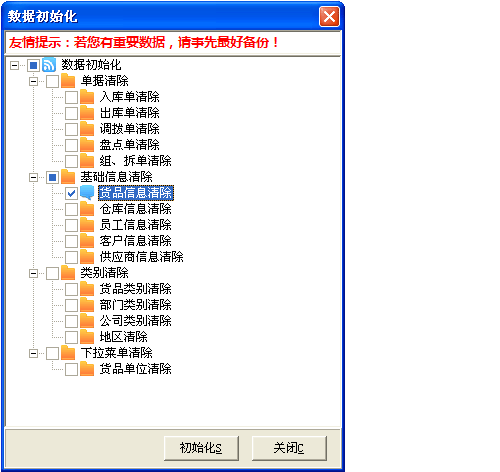 数据初始化
友情提示：若您有重要数据，请事先最好备份！
数据初始化
单据清除
入库单清除
出库单清除
调拨单清除
盘点单清除
组、拆单清除
基础信息清除
货品信息清除
仓库信息清除
员工信息清除
客户信息清除
供应商信息清除
类别清除
货品类别清除
部门类别清除
公司类别清除
地区清除
下拉菜单清除
货品单位清除
初始化S 关闭C